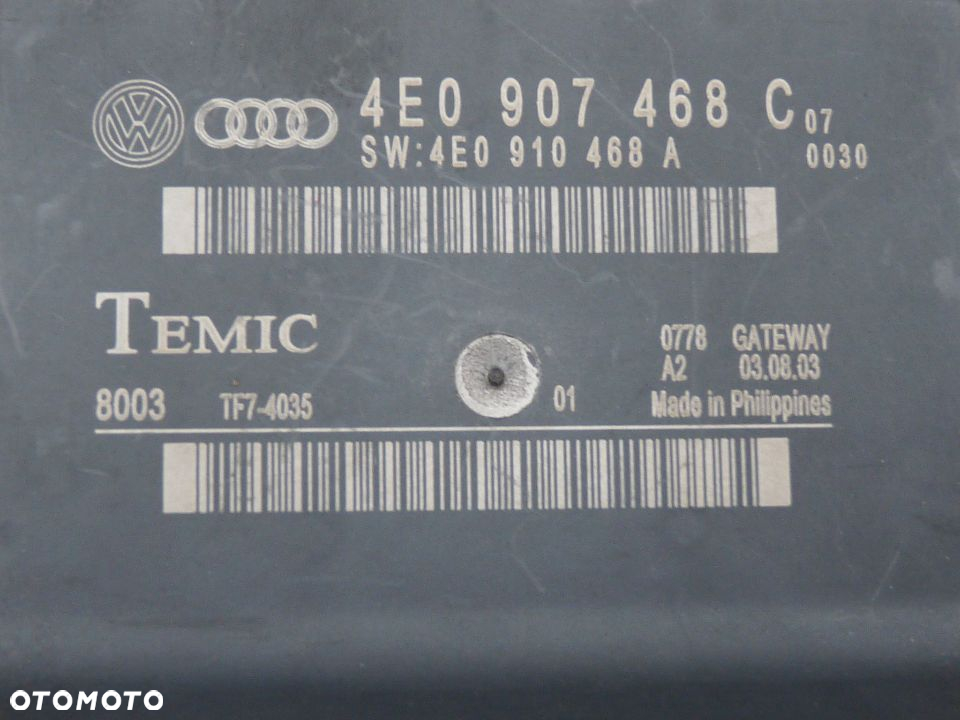 4E0 907 468 C 07
SW:4E0 910 468 A 0030
TEMIC
0778 GATEWAY
A2 03.08.03
8003 TF7-4035 01 Made in Philippines
OTOMOTO